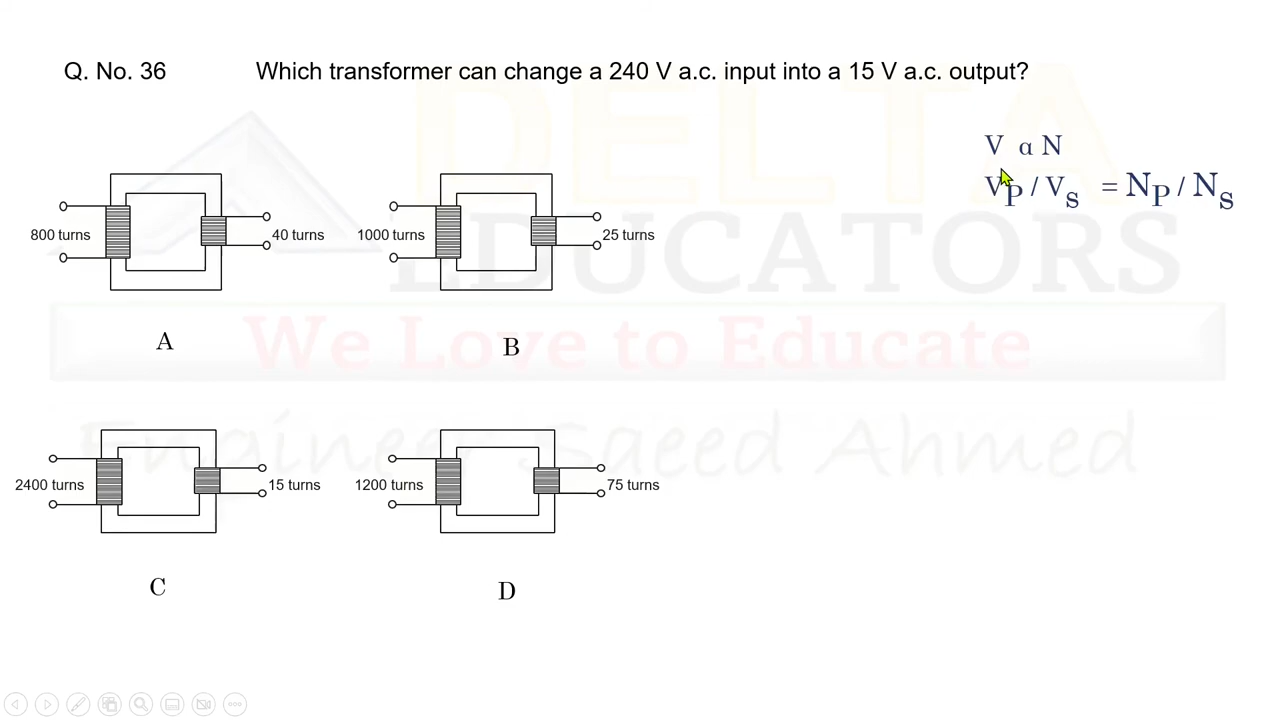 Q. No. 36 Which transformer can change a 240 V a.c. input into a 15 V a.c. output?
V α N
VP / VS = NP / NS
800 turns 40 turns 1000 turns 25 turns
A B
2400 turns 15 turns 1200 turns 75 turns
C D
DELTA
EDUCATORS
We Love to Educate
Engineer Saeed Ahmed